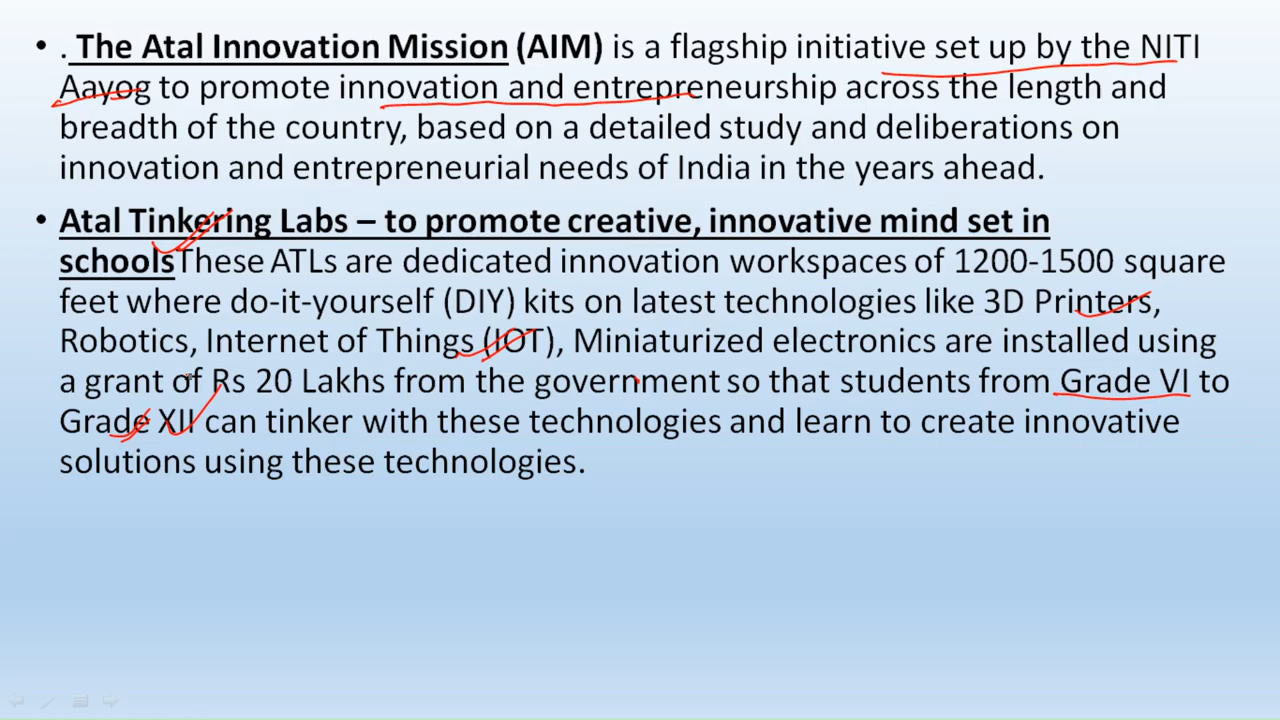 • . The Atal Innovation Mission (AIM) is a flagship initiative set up by the NITI
Aayog to promote innovation and entrepreneurship across the length and
breadth of the country, based on a detailed study and deliberations on
innovation and entrepreneurial needs of India in the years ahead.
• Atal Tinkering Labs – to promote creative, innovative mind set in
schoolsThese ATLs are dedicated innovation workspaces of 1200-1500 square
feet where do-it-yourself (DIY) kits on latest technologies like 3D Printers,
Robotics, Internet of Things (IOT), Miniaturized electronics are installed using
a grant of Rs 20 Lakhs from the government so that students from Grade VI to
Grade XII can tinker with these technologies and learn to create innovative
solutions using these technologies.